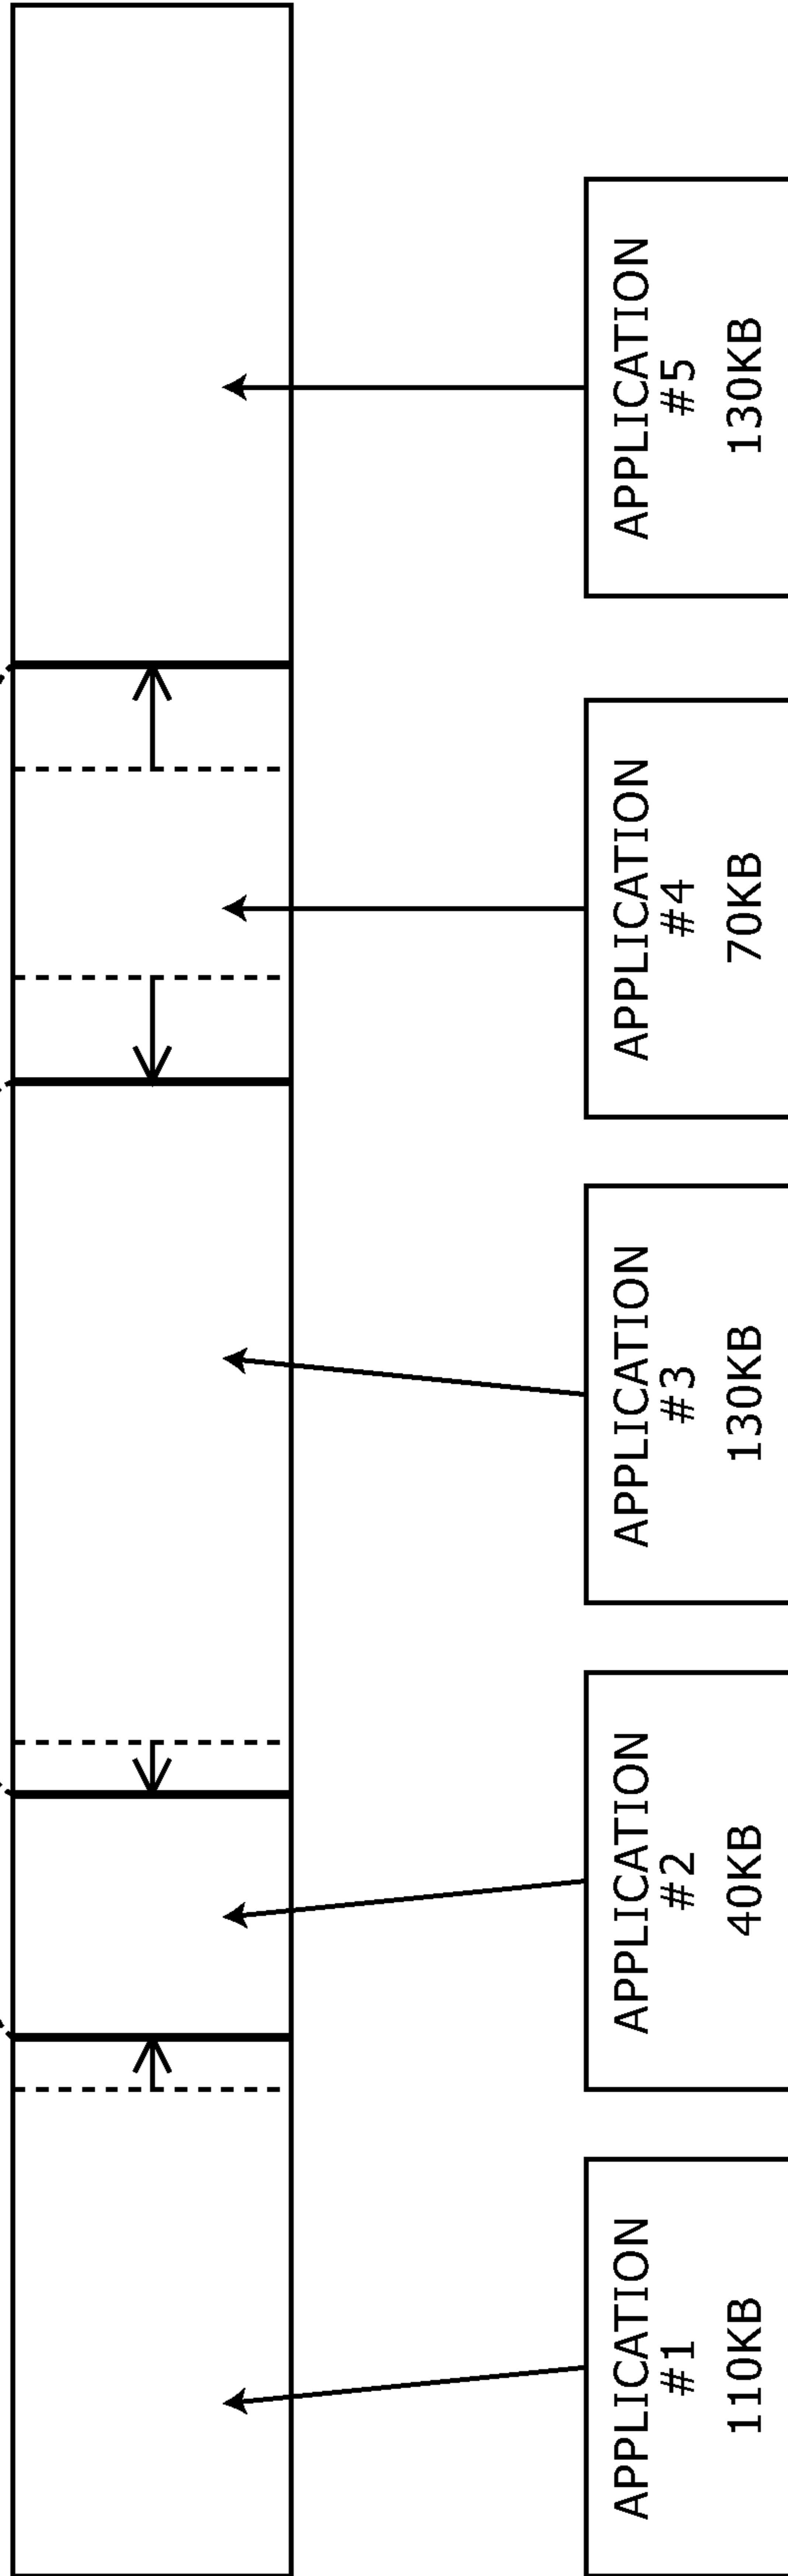 APPLICATION
#1
110KB
APPLICATION
#2
40KB
APPLICATION
#3
130KB
APPLICATION
#4
70KB
APPLICATION
#5
130KB